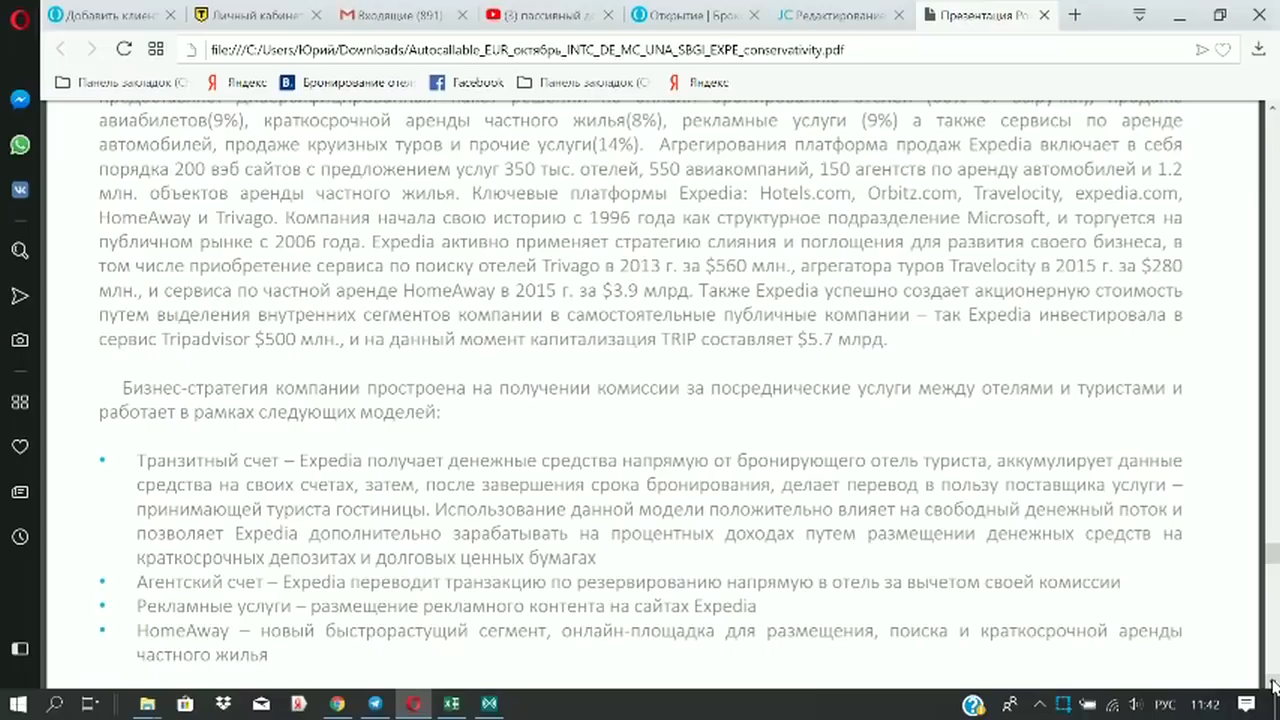 Добавить клиен
Личный кабинет
Входящие (891)
(3) пассивный д
Открытие | Брок
Редактирование
Презентация Po
file:///C:/Users/Юрий/Downloads/Autocallable_EUR_октябрь_INTC_DE_MC_UNA_SBGI_EXPE_conservativity.pdf
Панель закладок (С
Яндекс
Бронирование отел
Facebook
Панель закладок (С
Яндекс
авиабилетов(9%), краткосрочной аренды частного жилья(8%), рекламные услуги (9%) а также сервисы по аренде
автомобилей, продаже круизных туров и прочие услуги(14%). Агрегирования платформа продаж Expedia включает в себя
порядка 200 вэб сайтов с предложением услуг 350 тыс. отелей, 550 авиакомпаний, 150 агентств по аренду автомобилей и 1.2
млн. объектов аренды частного жилья. Ключевые платформы Expedia: Hotels.com, Orbitz.com, Travelocity, expedia.com,
HomeAway и Trivago. Компания начала свою историю с 1996 года как структурное подразделение Microsoft, и торгуется на
публичном рынке с 2006 года. Expedia активно применяет стратегию слияния и поглощения для развития своего бизнеса, в
том числе приобретение сервиса по поиску отелей Trivago в 2013 г. за $560 млн., агрегатора туров Travelocity в 2015 г. за $280
млн., и сервиса по частной аренде HomeAway в 2015 г. за $3.9 млрд. Также Expedia успешно создает акционерную стоимость
путем выделения внутренних сегментов компании в самостоятельные публичные компании – так Expedia инвестировала в
сервис Tripadvisor $500 млн., и на данный момент капитализация TRIP составляет $5.7 млрд.
Бизнес-стратегия компании простроена на получении комиссии за посреднические услуги между отелями и туристами и
работает в рамках следующих моделей:
• Транзитный счет – Expedia получает денежные средства напрямую от бронирующего отель туриста, аккумулирует данные
средства на своих счетах, затем, после завершения срока бронирования, делает перевод в пользу поставщика услуги –
принимающей туриста гостиницы. Использование данной модели положительно влияет на свободный денежный поток и
позволяет Expedia дополнительно зарабатывать на процентных доходах путем размещении денежных средств на
краткосрочных депозитах и долговых ценных бумагах
• Агентский счет – Expedia переводит транзакцию по резервированию напрямую в отель за вычетом своей комиссии
• Рекламные услуги – размещение рекламного контента на сайтах Expedia
• HomeAway – новый быстрорастущий сегмент, онлайн-площадка для размещения, поиска и краткосрочной аренды
частного жилья
РУС
11:42